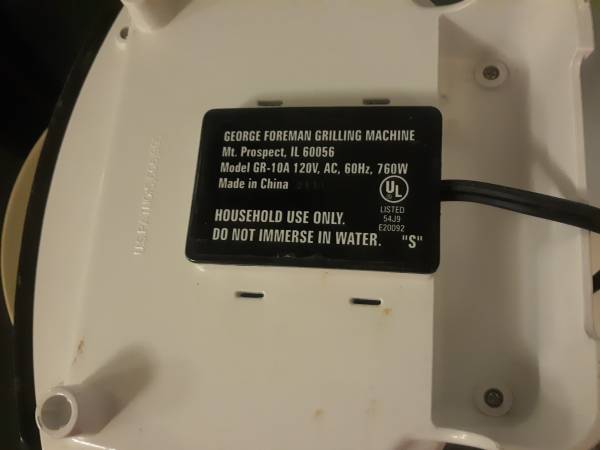 GEORGE FOREMAN GRILLING MACHINE
Mt. Prospect, IL 60056
Model GR-10A 120V, AC, 60Hz, 760W
Made in China
UL
LISTED
54J9
E20092
HOUSEHOLD USE ONLY.
DO NOT IMMERSE IN WATER. "S"